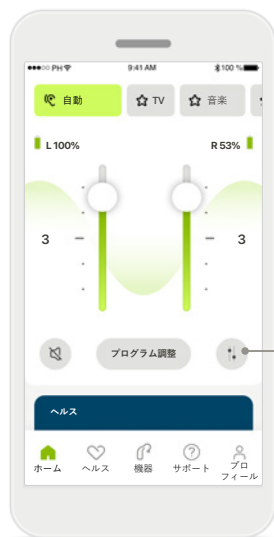 ●●●○○ PH 9:41 AM 100 %
自動 TV 音楽
L 100% R 53%
3 3
プログラム調整
ヘルス
ホーム ヘルス 機器 サポート プロ
フィール